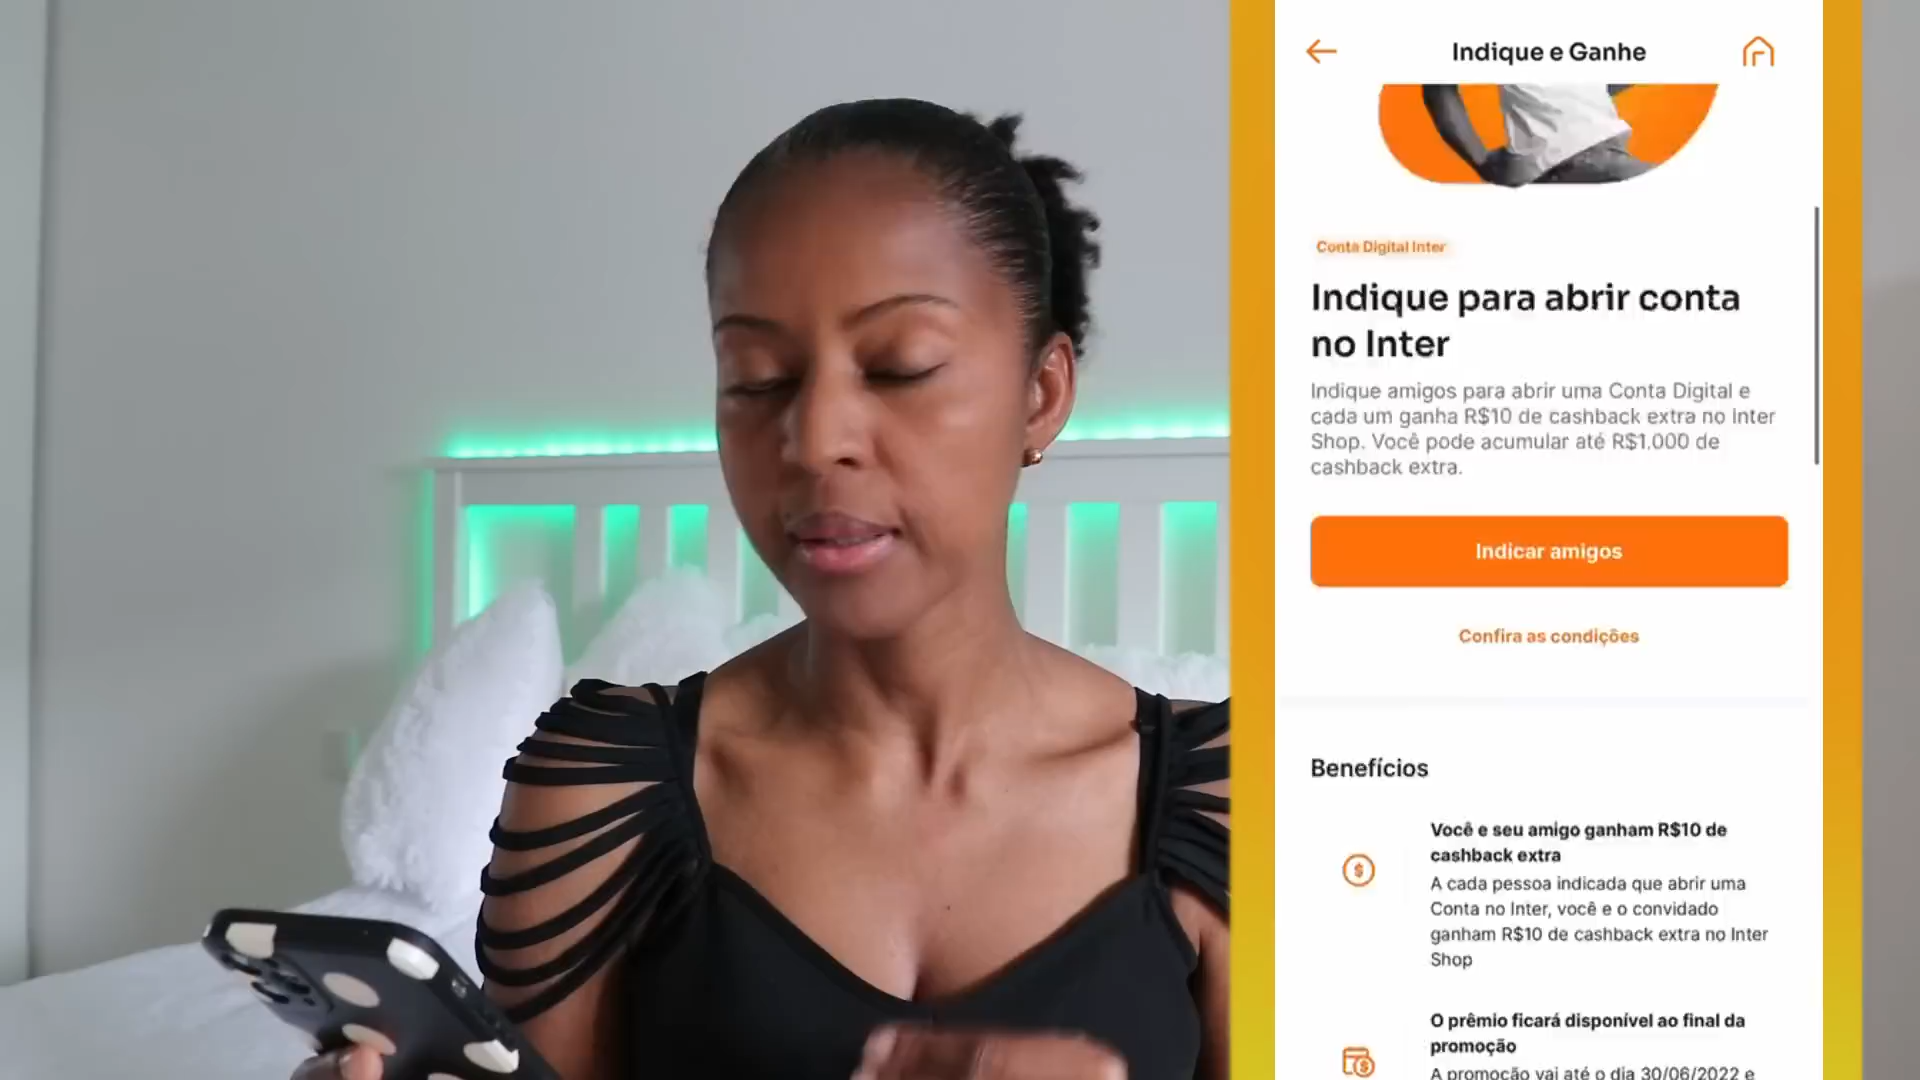 Indique e Ganhe
Conta Digital Inter
Indique para abrir conta
no Inter
Indique amigos para abrir uma Conta Digital e
cada um ganha R$10 de cashback extra no Inter
Shop. Você pode acumular até R$1.000 de
cashback extra.
Indicar amigos
Confira as condições
Benefícios
Você e seu amigo ganham R$10 de
cashback extra
A cada pessoa indicada que abrir uma
Conta no Inter, você e o convidado
ganham R$10 de cashback extra no Inter
Shop
O prêmio ficará disponível ao final da
promoção
A promoção vai até o dia 30/06/2022 e